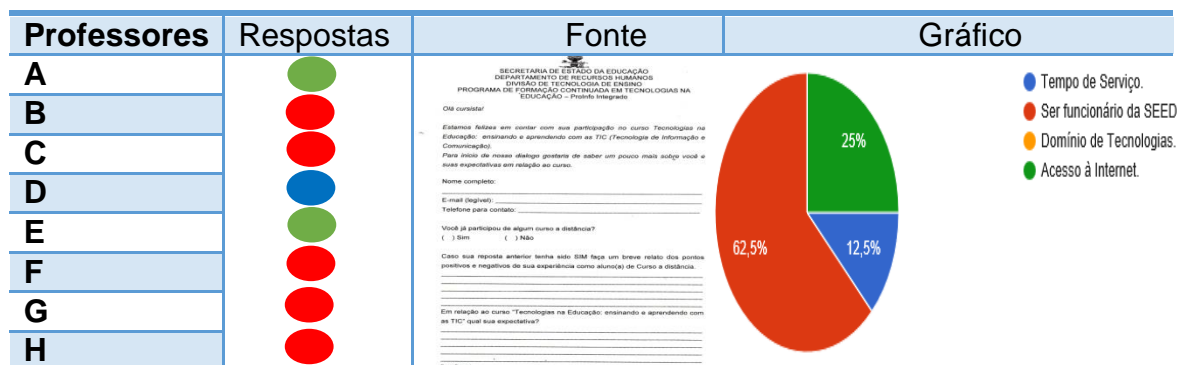 Professores Respostas Fonte Gráfico
A
B
C
D
E
F
G
H
SECRETARIA DE ESTADO DA EDUCAÇÃO
DEPARTAMENTO DE RECURSOS HUMANOS
DIVISÃO DE TECNOLOGIA DE ENSINO
PROGRAMA DE FORMAÇÃO CONTINUADA EM TECNOLOGIAS NA
EDUCAÇÃO – ProInfo Integrado
Olá cursista!
Estamos felizes em contar com sua participação no curso Tecnologias na
Educação: ensinando e aprendendo com as TIC (Tecnologia de Informação e
Comunicação).
Para inicio de nosso dialogo gostaria de saber um pouco mais sobre você e
suas expectativas em relação ao curso.
Nome completo:
E-mail (legível):
Telefone para contato:
Você já participou de algum curso a distância?
( ) Sim ( ) Não
Caso sua reposta anterior tenha sido SIM faça um breve relato dos pontos
positivos e negativos de sua experiência como aluno(a) de Curso a distância.
Em relação ao curso "Tecnologias na Educação: ensinando e aprendendo com
as TIC" qual sua expectativa?
25%
62,5%
12,5%
Tempo de Serviço.
Ser funcionário da SEED
Domínio de Tecnologias.
Acesso à Internet.